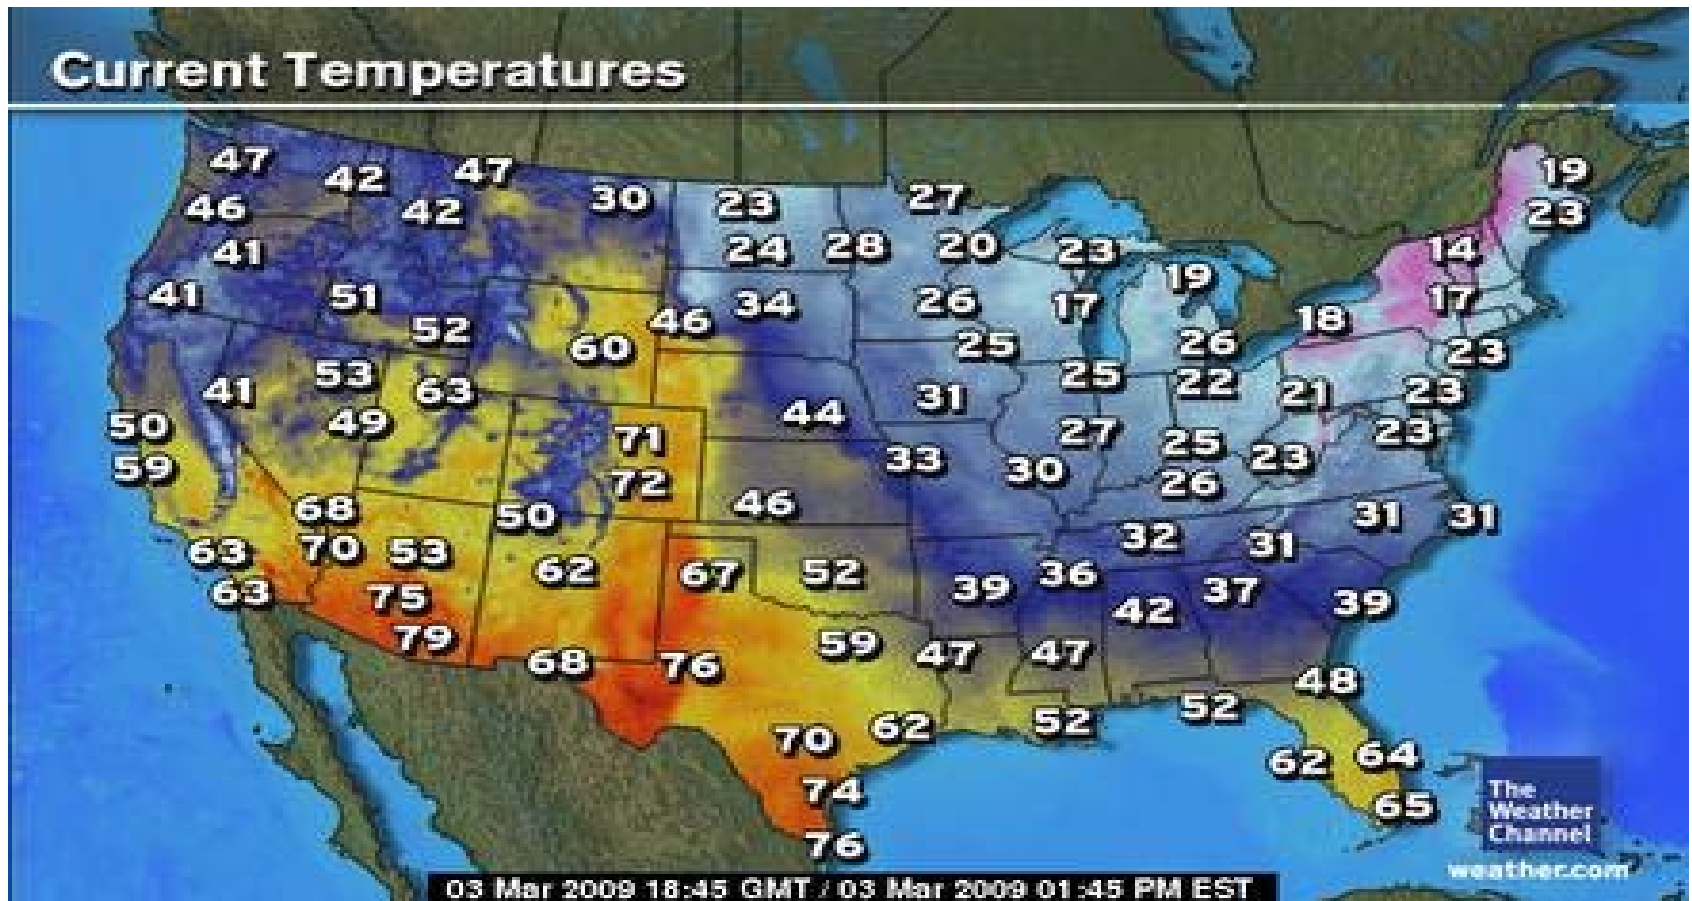 Current Temperatures
47 42 47 30 23 27 19
46 42 23
41 24 28 20 23 14
41 51 46 34 26 17 19 17
52 60 25 26 18 23
41 53 63 44 31 25 22 21 23
50 49 71 33 27 25 23 23
59 72 30 26
68 50 46 32 31 31 31
63 70 53 62 67 52 39 36 37
63 75 42 39
79 68 76 59 47 47 48
70 62 52 52
74 62 64
76 65
The
Weather
Channel
weather.com
03 Mar 2009 18:45 GMT / 03 Mar 2009 01:45 PM EST